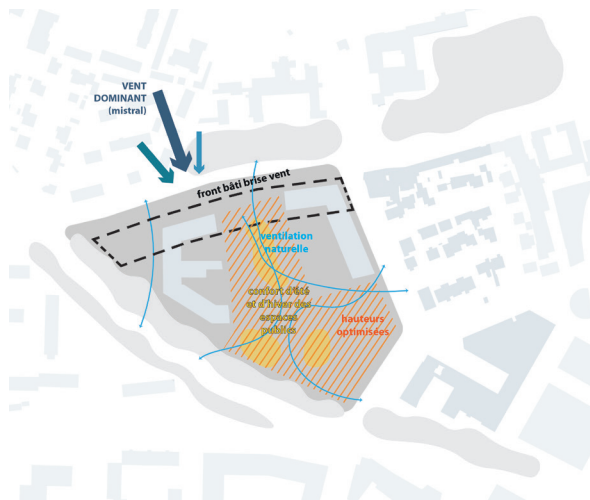 VENT
DOMINANT
(mistral)
front bâti brise vent
ventilation
naturelle
confort d'été
et d'hiver des
espaces
publics
hauteurs
optimisées